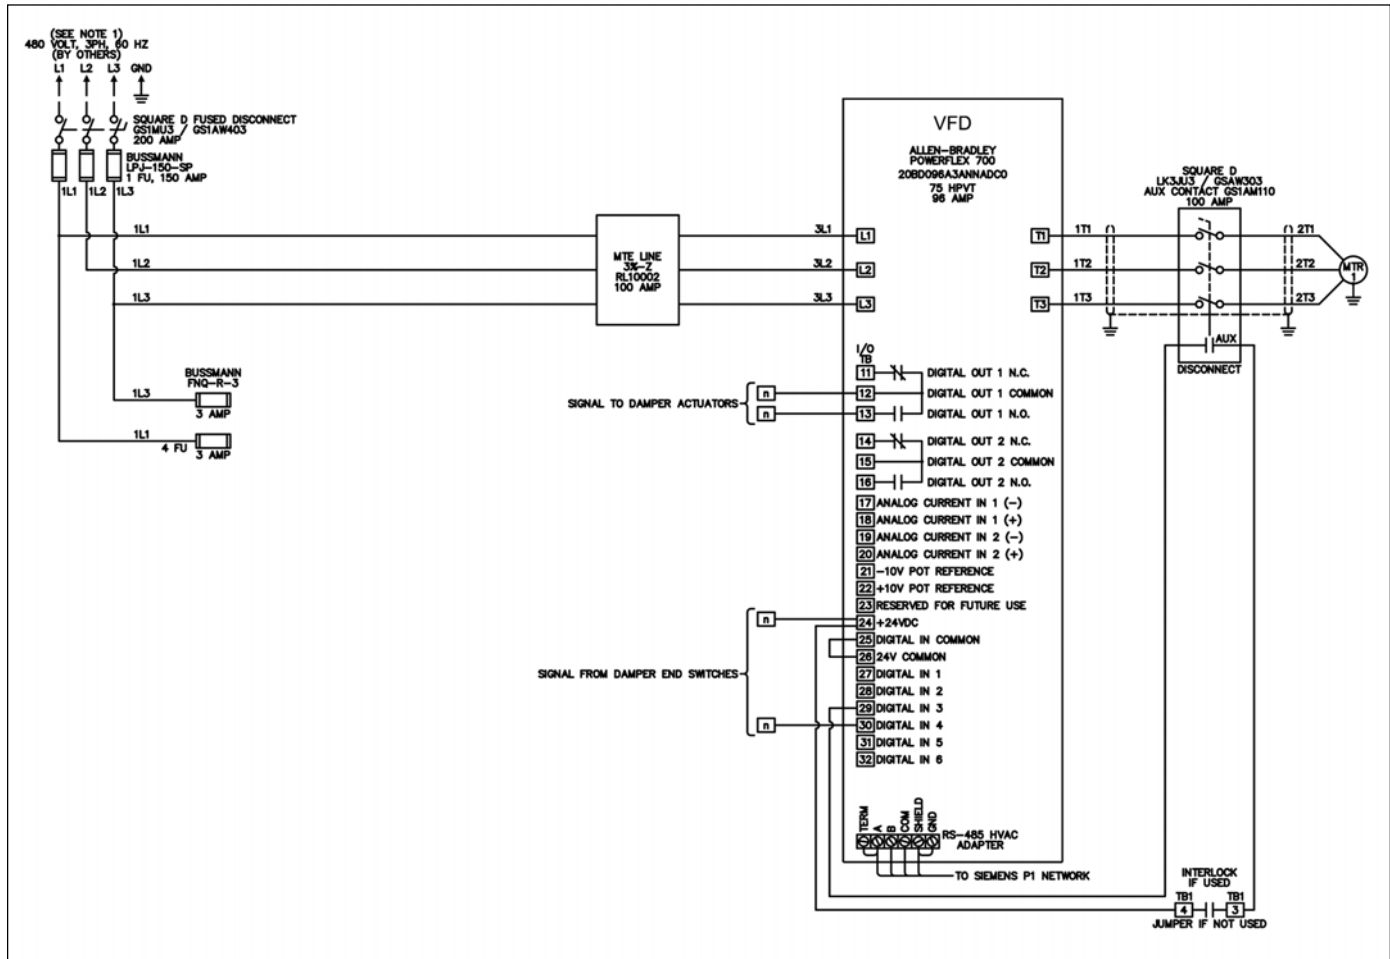 (SEE NOTE 1)
480 VOLT, 3PH, 60 HZ
(BY OTHERS)
L1 L2 L3 GND
SQUARE D FUSED DISCONNECT
GS1MU3 / GS1AW403
200 AMP
BUSSMANN
LPJ-150-SP
1 FU, 150 AMP
1L1 1L2 1L3
1L1
1L2
1L3
MTE LINE
3%-Z
RL10002
100 AMP
3L1
3L2
3L3
BUSSMANN
FNQ-R-3
1L3
3 AMP
1L1
4 FU
3 AMP
VFD
ALLEN-BRADLEY
POWERFLEX 700
20BD096A3ANNADC0
75 HPVT
96 AMP
L1
L2
L3
T1
T2
T3
1T1
1T2
1T3
SQUARE D
LK3JU3 / GSAW303
AUX CONTACT GS1AM110
100 AMP
AUX
DISCONNECT
2T1
2T2
2T3
MTR
1
I/O
TB
11 DIGITAL OUT 1 N.C.
12 DIGITAL OUT 1 COMMON
13 DIGITAL OUT 1 N.O.
SIGNAL TO DAMPER ACTUATORS
n
n
14 DIGITAL OUT 2 N.C.
15 DIGITAL OUT 2 COMMON
16 DIGITAL OUT 2 N.O.
17 ANALOG CURRENT IN 1 (-)
18 ANALOG CURRENT IN 1 (+)
19 ANALOG CURRENT IN 2 (-)
20 ANALOG CURRENT IN 2 (+)
21 -10V POT REFERENCE
22 +10V POT REFERENCE
23 RESERVED FOR FUTURE USE
24 +24VDC
25 DIGITAL IN COMMON
26 24V COMMON
27 DIGITAL IN 1
28 DIGITAL IN 2
29 DIGITAL IN 3
30 DIGITAL IN 4
31 DIGITAL IN 5
32 DIGITAL IN 6
SIGNAL FROM DAMPER END SWITCHES
n
n
TERM
A
B
COM
SHIELD
GND
RS-485 HVAC
ADAPTER
TO SIEMENS P1 NETWORK
INTERLOCK
IF USED
TB1 TB1
4 3
JUMPER IF NOT USED